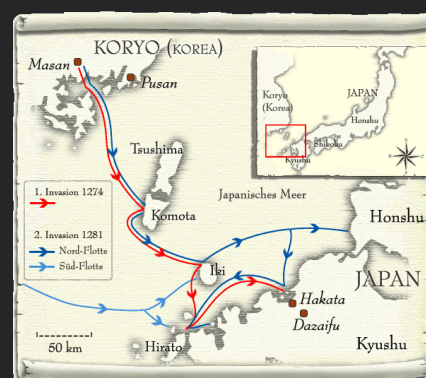 KORYO (KOREA)
Masan
Pusan
Koryo
(Korea)
JAPAN
Honshu
Shikoku
Kyushu
Tsushima
1. Invasion 1274
2. Invasion 1281
Nord-Flotte
Süd-Flotte
Komota
Japanisches Meer
Honshu
Iki
JAPAN
Hakata
Dazaifu
50 km
Hirato
Kyushu